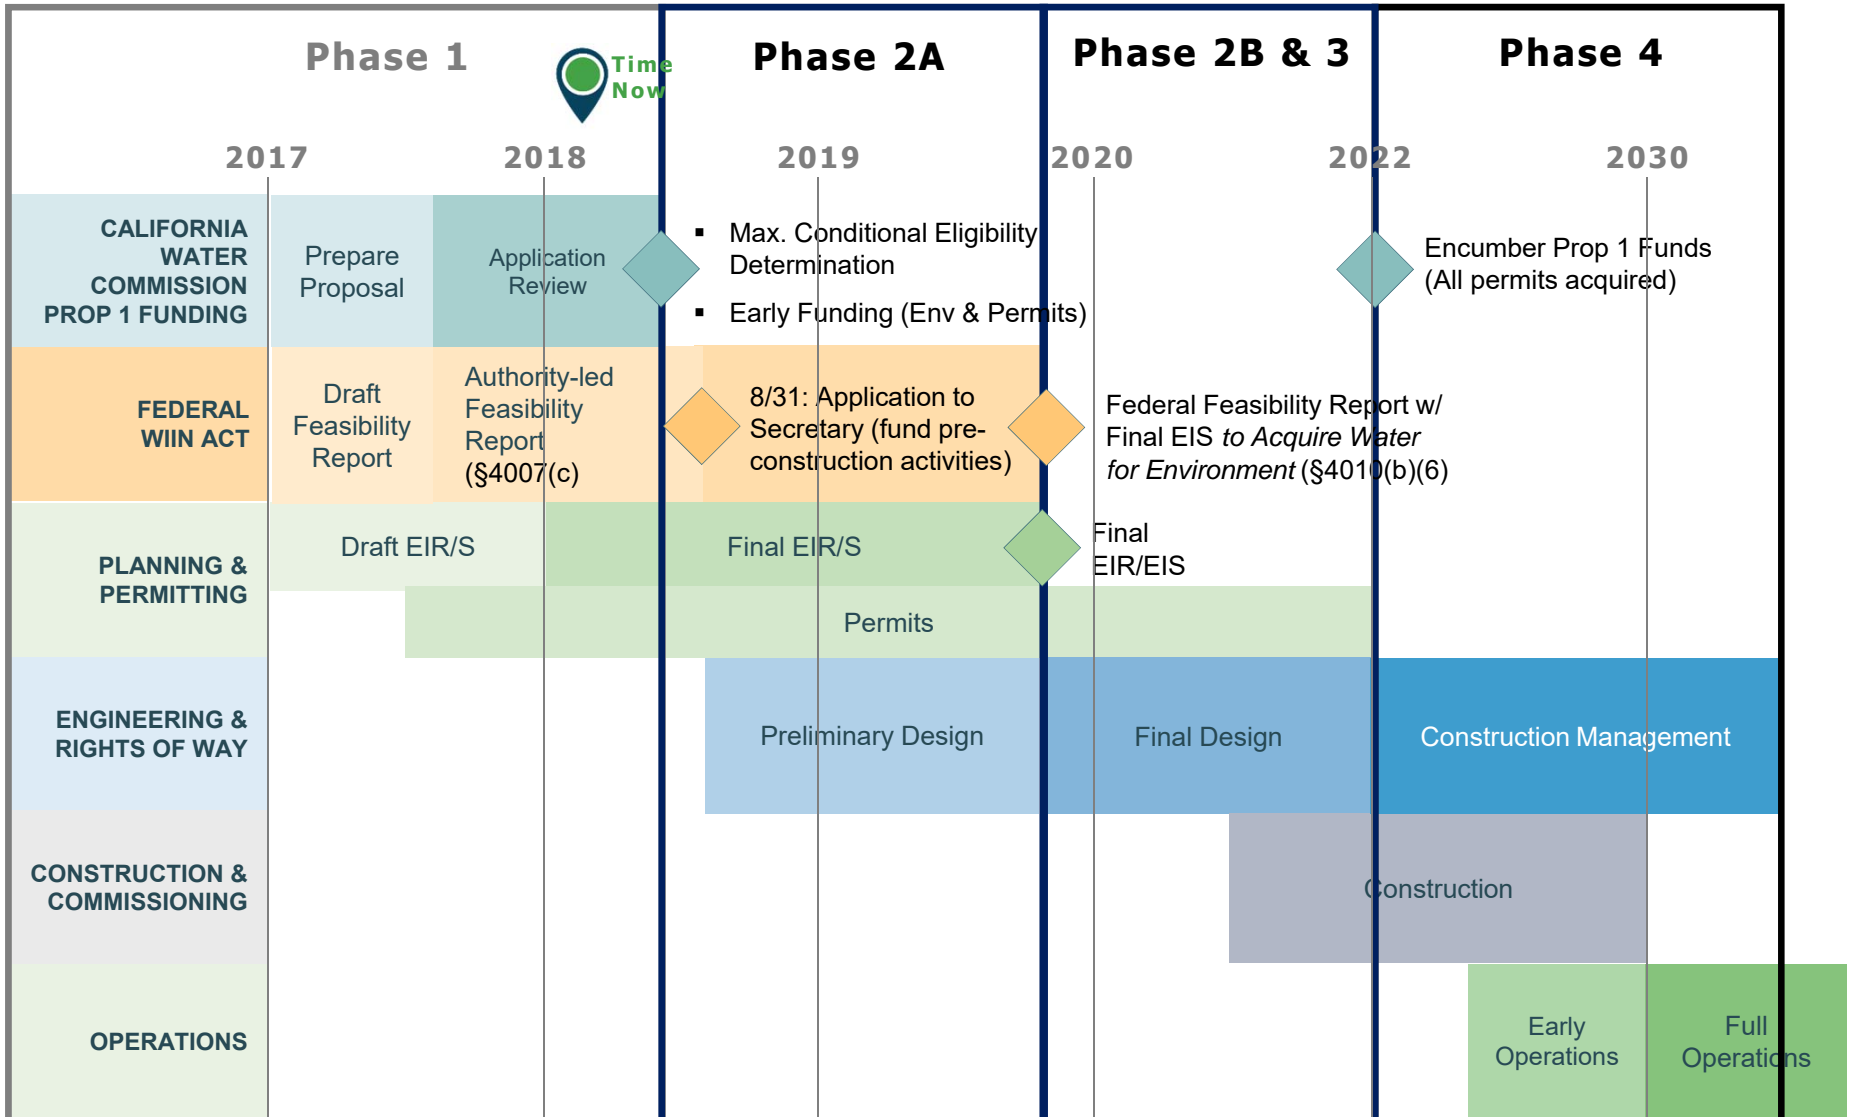 Phase 1
Time
Now
Phase 2A
Phase 2B & 3
Phase 4
2017
2018
2019
2020
2022
2030
CALIFORNIA
WATER
COMMISSION
PROP 1 FUNDING
Prepare
Proposal
Application
Review
▪ Max. Conditional Eligibility
Determination
▪ Early Funding (Env & Permits)
Encumber Prop 1 Funds
(All permits acquired)
FEDERAL
WIIN ACT
Draft
Feasibility
Report
Authority-led
Feasibility
Report
(§4007(c)
8/31: Application to
Secretary (fund pre-
construction activities)
Federal Feasibility Report w/
Final EIS to Acquire Water
for Environment (§4010(b)(6)
PLANNING &
PERMITTING
Draft EIR/S
Final EIR/S
Final
EIR/EIS
Permits
ENGINEERING &
RIGHTS OF WAY
Preliminary Design
Final Design
Construction Management
CONSTRUCTION &
COMMISSIONING
Construction
OPERATIONS
Early
Operations
Full
Operations